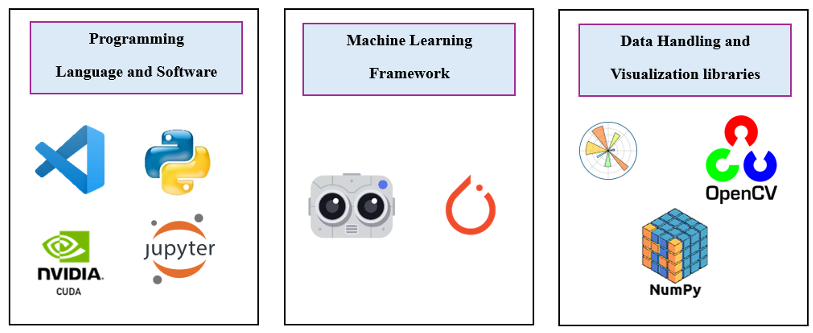 Programming
Language and Software
Machine Learning
Framework
Data Handling and
Visualization libraries
NVIDIA.
CUDA
jupyter
OpenCV
NumPy